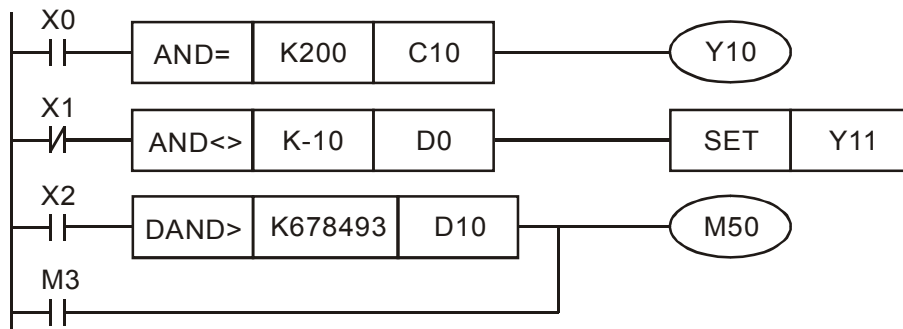 X0
AND= K200 C10 Y10
X1
AND<> K-10 D0 SET Y11
X2
DAND> K678493 D10 M50
M3